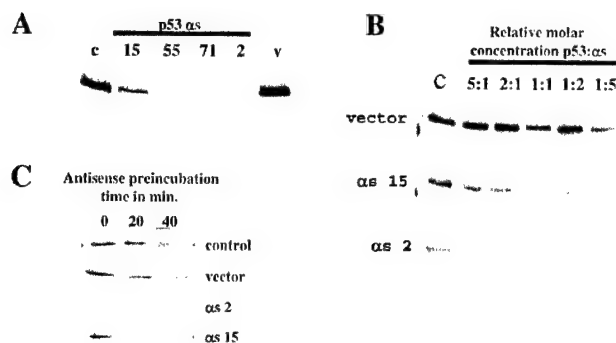 A
p53 αs
c 15 55 71 2 v
B
Relative molar
concentration p53:αs
C 5:1 2:1 1:1 1:2 1:5
vector
αs 15
αs 2
C
Antisense preincubation
time in min.
0 20 40
control
vector
αs 2
αs 15